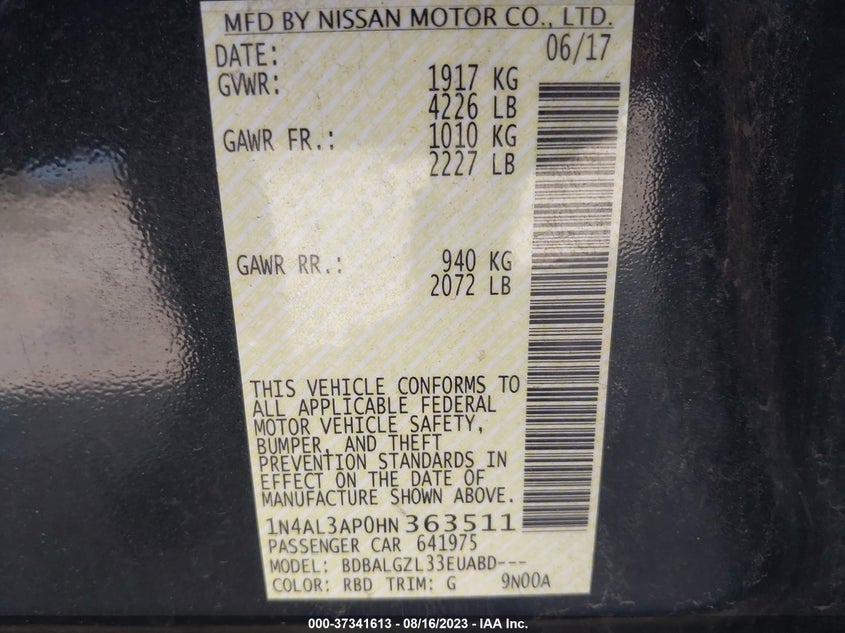 MFD BY NISSAN MOTOR CO., LTD.
DATE: 06/17
GVWR: 1917 KG
4226 LB
GAWR FR.: 1010 KG
2227 LB
GAWR RR.: 940 KG
2072 LB
THIS VEHICLE CONFORMS TO
ALL APPLICABLE FEDERAL
MOTOR VEHICLE SAFETY,
BUMPER, AND THEFT
PREVENTION STANDARDS IN
EFFECT ON THE DATE OF
MANUFACTURE SHOWN ABOVE.
1N4AL3AP0HN363511
PASSENGER CAR 641975
MODEL: BDBALGZL33EUABD---
COLOR: RBD TRIM: G 9N00A
000-37341613 - 08/16/2023 - IAA Inc.